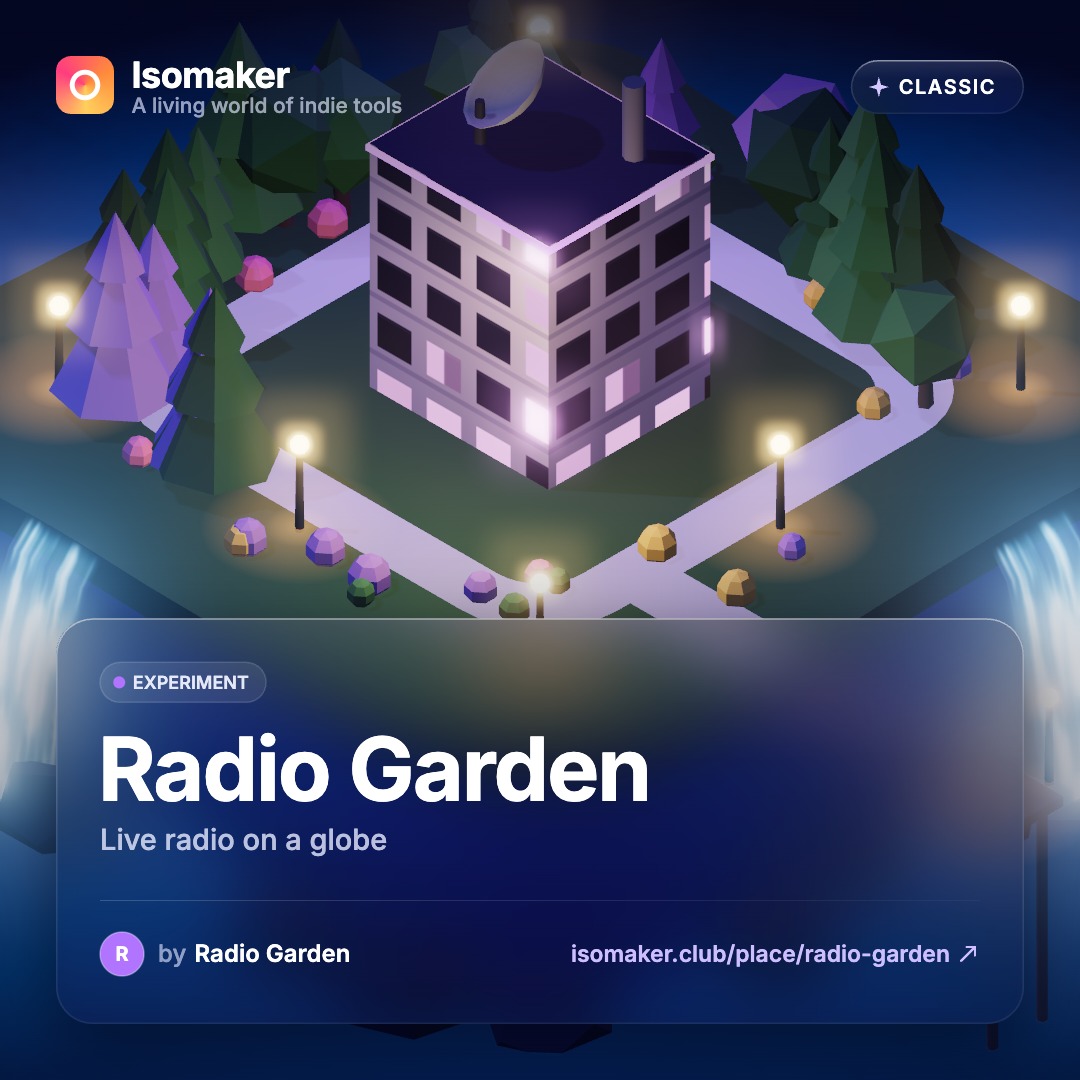 Isomaker
A living world of indie tools
CLASSIC
EXPERIMENT
Radio Garden
Live radio on a globe
R by Radio Garden
isomaker.club/place/radio-garden ↗